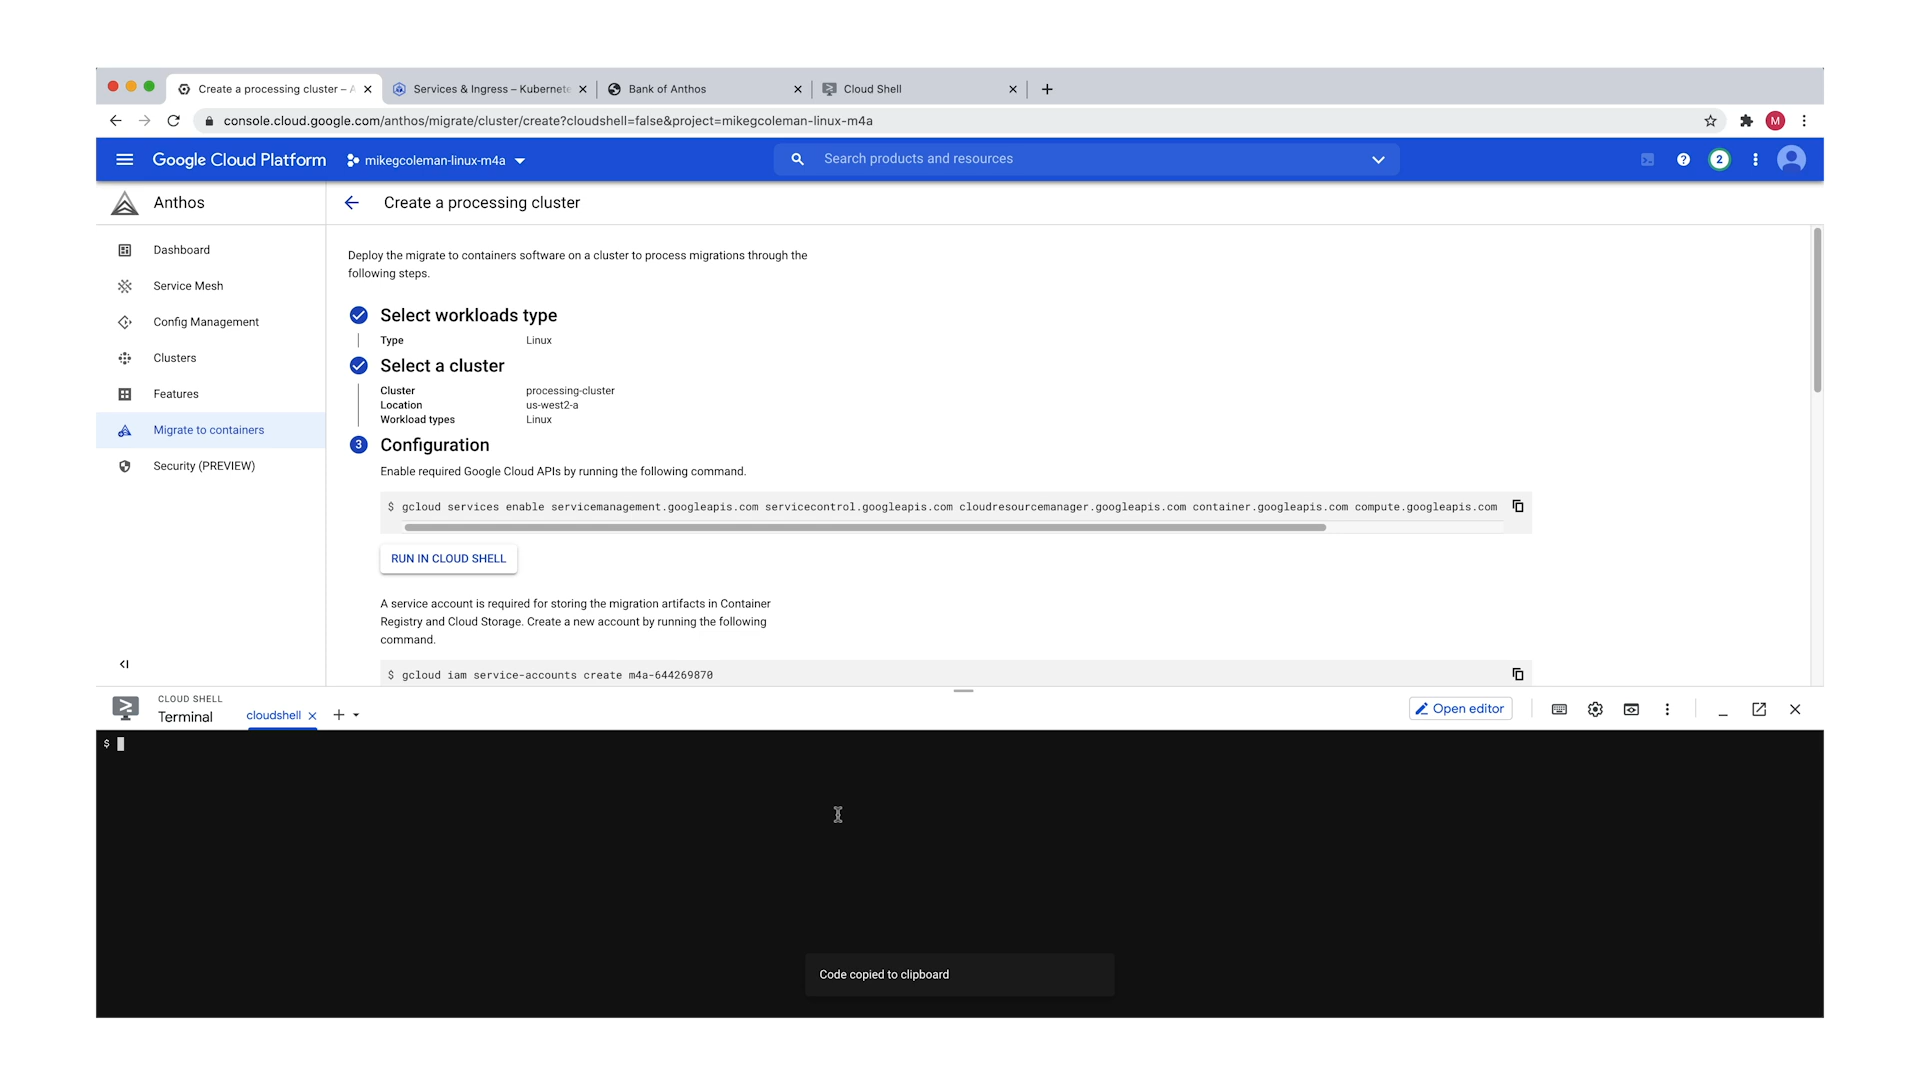 Create a processing cluster – A
Services & Ingress – Kubernete
Bank of Anthos
Cloud Shell
console.cloud.google.com/anthos/migrate/cluster/create?cloudshell=false&project=mikegcoleman-linux-m4a
M
Google Cloud Platform
mikegcoleman-linux-m4a
Search products and resources
2
Anthos
Create a processing cluster
Dashboard
Service Mesh
Config Management
Clusters
Features
Migrate to containers
Security (PREVIEW)
Deploy the migrate to containers software on a cluster to process migrations through the
following steps.
Select workloads type
Type Linux
Select a cluster
Cluster processing-cluster
Location us-west2-a
Workload types Linux
3 Configuration
Enable required Google Cloud APIs by running the following command.
$ gcloud services enable servicemanagement.googleapis.com servicecontrol.googleapis.com cloudresourcemanager.googleapis.com container.googleapis.com compute.googleapis.com
RUN IN CLOUD SHELL
A service account is required for storing the migration artifacts in Container
Registry and Cloud Storage. Create a new account by running the following
command.
$ gcloud iam service-accounts create m4a-644269870
CLOUD SHELL
Terminal
cloudshell
Open editor
$
Code copied to clipboard